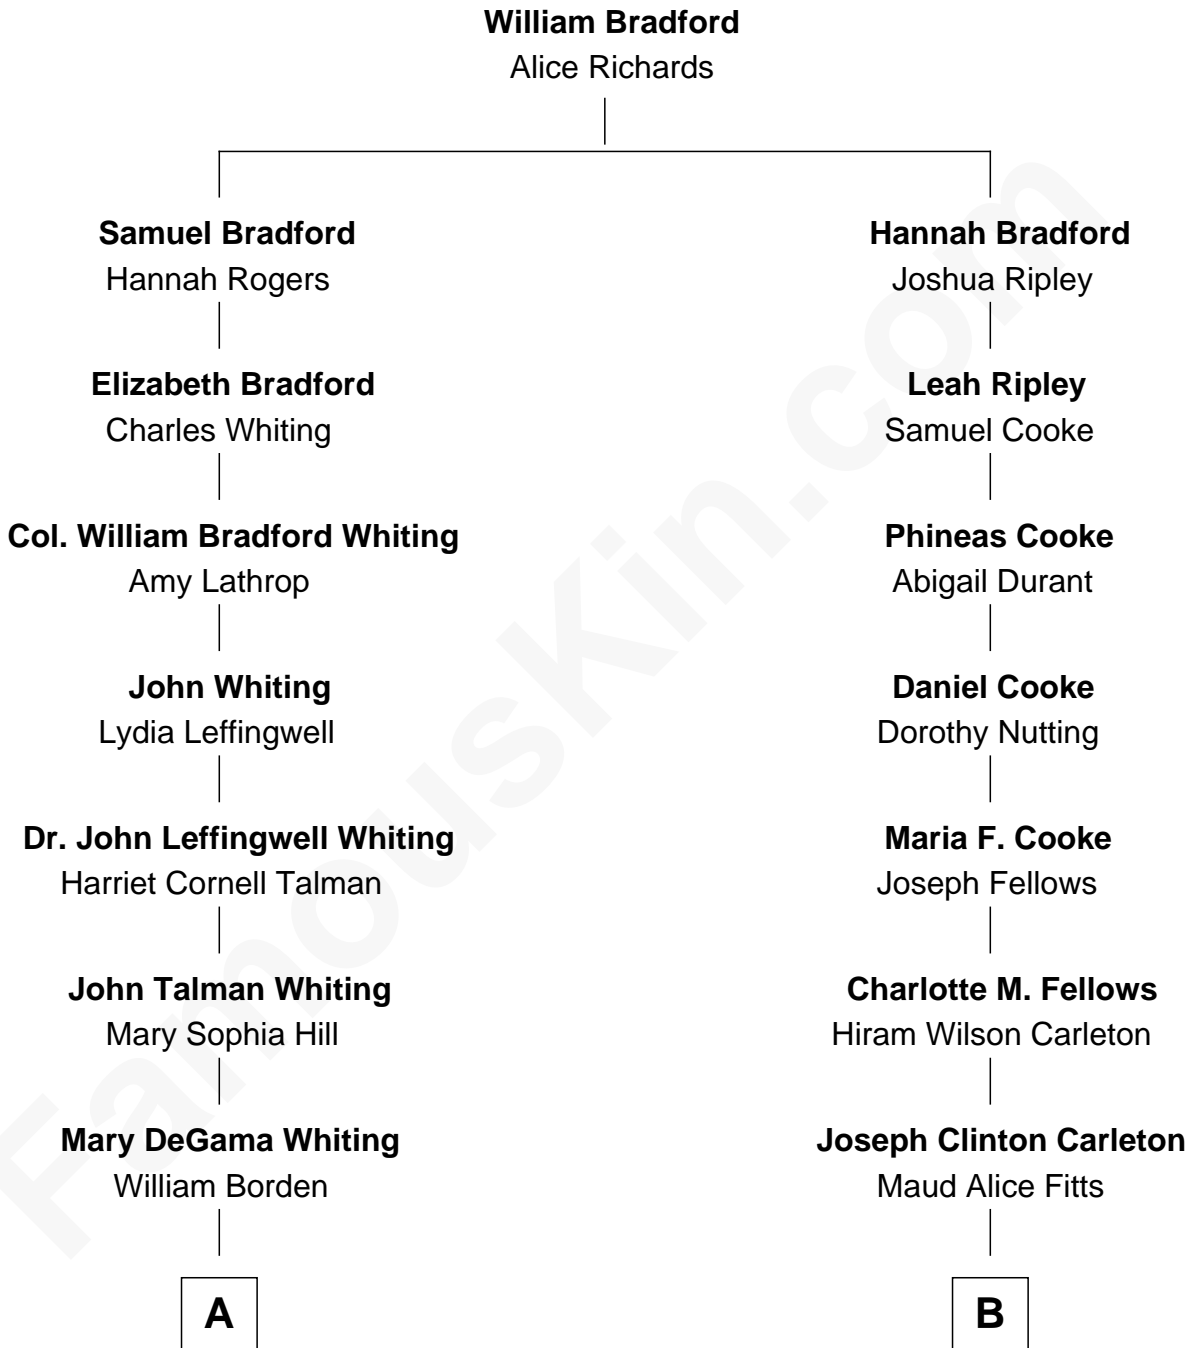 William Bradford
Alice Richards
Samuel Bradford
Hannah Rogers
Hannah Bradford
Joshua Ripley
Elizabeth Bradford
Charles Whiting
Leah Ripley
Samuel Cooke
Col. William Bradford Whiting
Amy Lathrop
Phineas Cooke
Abigail Durant
John Whiting
Lydia Leffingwell
Daniel Cooke
Dorothy Nutting
Dr. John Leffingwell Whiting
Harriet Cornell Talman
Maria F. Cooke
Joseph Fellows
John Talman Whiting
Mary Sophia Hill
Charlotte M. Fellows
Hiram Wilson Carleton
Mary DeGama Whiting
William Borden
Joseph Clinton Carleton
Maud Alice Fitts
A
B
FamousKin.com